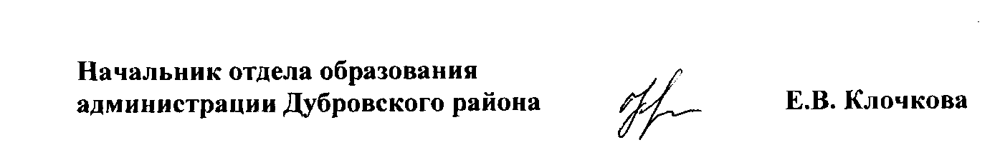 Начальник отдела образования
администрации Дубровского района Е.В. Клочкова